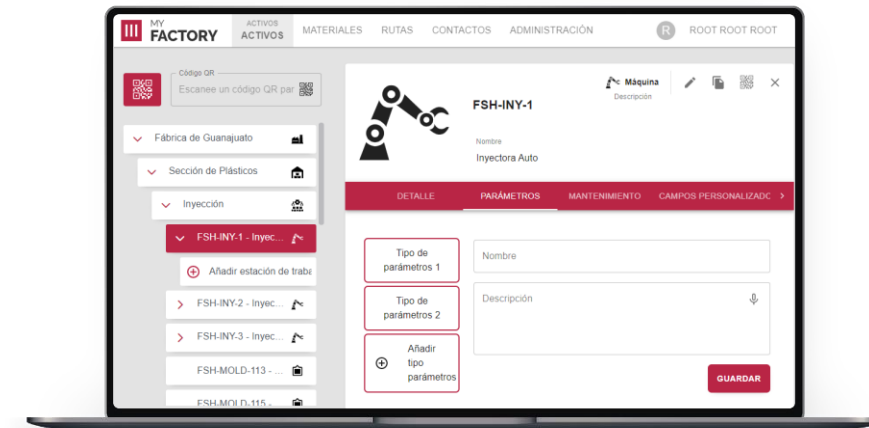 MY
FACTORY
ACTIVOS
ACTIVOS
MATERIALES
RUTAS
CONTACTOS
ADMINISTRACIÓN
R
ROOT ROOT ROOT
Código QR
Escanee un código QR par
Fábrica de Guanajuato
Sección de Plásticos
Inyección
FSH-INY-1 - Inyec...
Añadir estación de traba
FSH-INY-2 - Inyec...
FSH-INY-3 - Inyec...
FSH-MOLD-113 - ...
FSH-MOLD-115 -
FSH-INY-1
Máquina
Descripción
Nombre
Inyectora Auto
DETALLE
PARÁMETROS
MANTENIMIENTO
CAMPOS PERSONALIZADO
Tipo de
parámetros 1
Tipo de
parámetros 2
Añadir
tipo
parámetros
Nombre
Descripción
GUARDAR